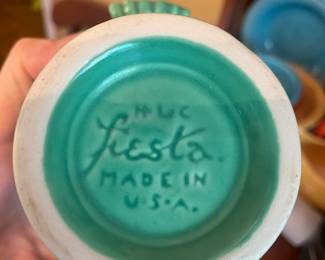 HLC
fiesta.
MADE IN
U·S·A.